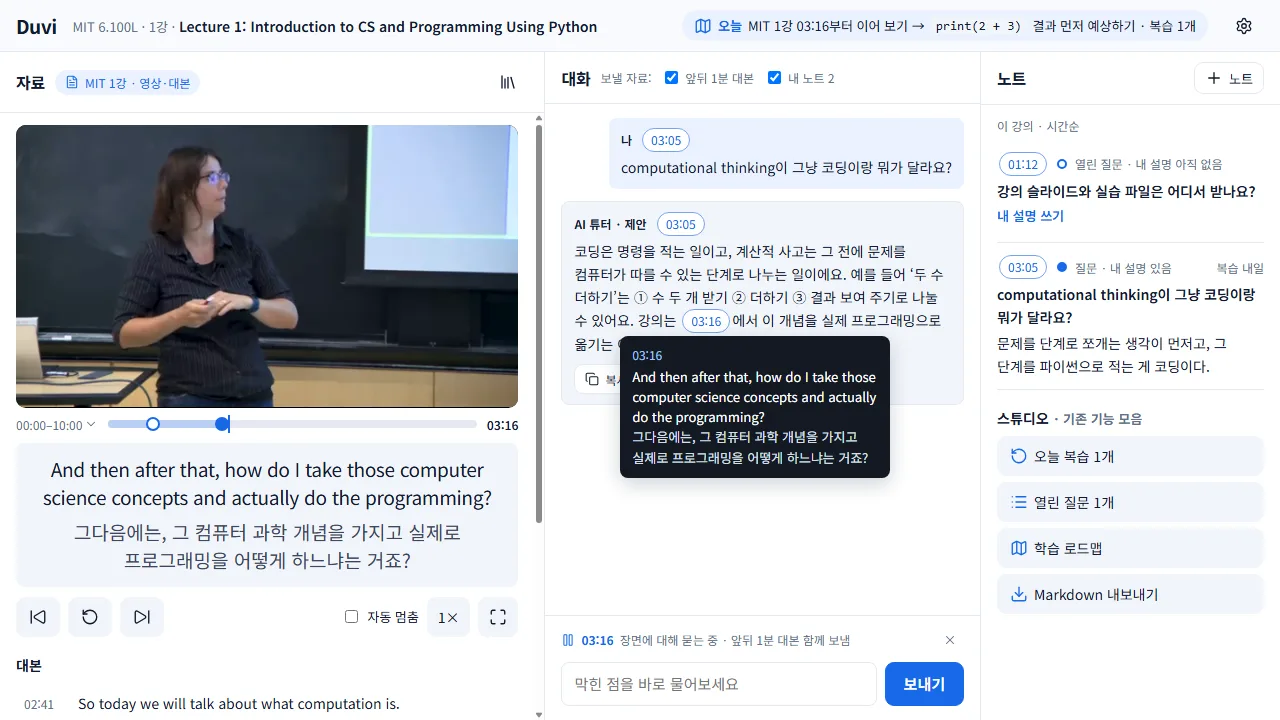 Duvi MIT 6.100L · 1강 · Lecture 1: Introduction to CS and Programming Using Python
오늘 MIT 1강 03:16부터 이어 보기 → print(2 + 3) 결과 먼저 예상하기 · 복습 1개
자료 MIT 1강 · 영상·대본
00:00–10:00 03:16
And then after that, how do I take those computer
science concepts and actually do the programming?
그다음에는, 그 컴퓨터 과학 개념을 가지고 실제로
프로그래밍을 어떻게 하느냐는 거죠?
자동 멈춤 1×
대본
02:41 So today we will talk about what computation is.
대화 보낼 자료: 앞뒤 1분 대본 내 노트 2
나 03:05
computational thinking이 그냥 코딩이랑 뭐가 달라요?
AI 튜터 · 제안 03:05
코딩은 명령을 적는 일이고, 계산적 사고는 그 전에 문제를
컴퓨터가 따를 수 있는 단계로 나누는 일이에요. 예를 들어 ‘두 수
더하기’는 ① 수 두 개 받기 ② 더하기 ③ 결과 보여 주기로 나눌
수 있어요. 강의는 03:16 에서 이 개념을 실제 프로그래밍으로
옮기는
03:16
And then after that, how do I take those
computer science concepts and actually
do the programming?
그다음에는, 그 컴퓨터 과학 개념을 가지고
실제로 프로그래밍을 어떻게 하느냐는 거죠?
03:16 장면에 대해 묻는 중 · 앞뒤 1분 대본 함께 보냄
막힌 점을 바로 물어보세요 보내기
노트 + 노트
이 강의 · 시간순
01:12 열린 질문 · 내 설명 아직 없음
강의 슬라이드와 실습 파일은 어디서 받나요?
내 설명 쓰기
03:05 질문 · 내 설명 있음 복습 내일
computational thinking이 그냥 코딩이랑
뭐가 달라요?
문제를 단계로 쪼개는 생각이 먼저고, 그
단계를 파이썬으로 적는 게 코딩이다.
스튜디오 · 기존 기능 모음
오늘 복습 1개
열린 질문 1개
학습 로드맵
Markdown 내보내기